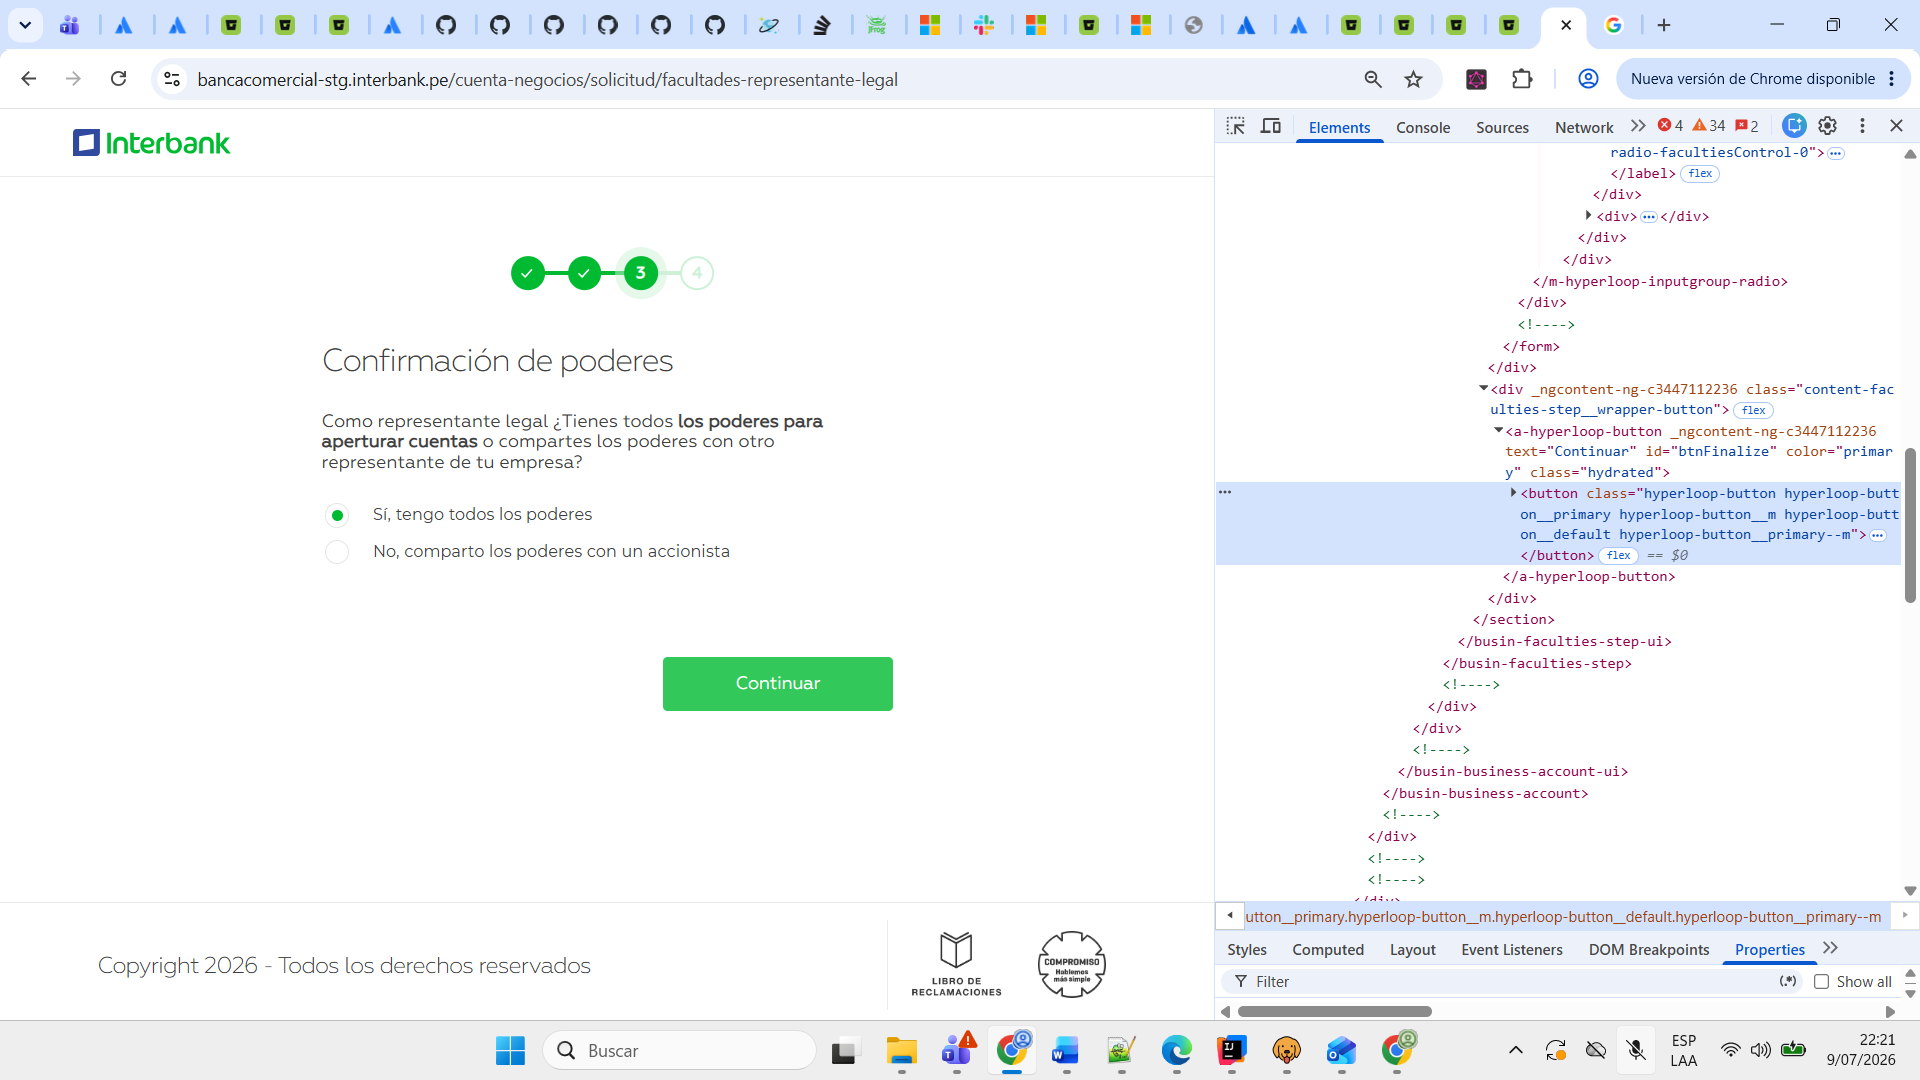 bancacomercial-stg.interbank.pe/cuenta-negocios/solicitud/facultades-representante-legal
Nueva versión de Chrome disponible
Interbank
3
4
Confirmación de poderes
Como representante legal ¿Tienes todos los poderes para
aperturar cuentas o compartes los poderes con otro
representante de tu empresa?
Sí, tengo todos los poderes
No, comparto los poderes con un accionista
Continuar
Copyright 2026 - Todos los derechos reservados
LIBRO DE
RECLAMACIONES
COMPROMISO
Hablemos
más simple
Elements
Console
Sources
Network
4
34
2
radio-facultiesControl-0">
</label>
flex
</div>
<div> </div>
</div>
</div>
</m-hyperloop-inputgroup-radio>
</div>
<!---->
</form>
</div>
<div _ngcontent-ng-c3447112236 class="content-fac
ulties-step__wrapper-button">
flex
<a-hyperloop-button _ngcontent-ng-c3447112236
text="Continuar" id="btnFinalize" color="primar
y" class="hydrated">
<button class="hyperloop-button hyperloop-butt
on__primary hyperloop-button__m hyperloop-butt
on__default hyperloop-button__primary--m">
</button> flex == $0
</a-hyperloop-button>
</div>
</section>
</busin-faculties-step-ui>
</busin-faculties-step>
<!---->
</div>
</div>
<!---->
</busin-business-account-ui>
</busin-business-account>
<!---->
</div>
<!---->
<!---->
utton__primary.hyperloop-button__m.hyperloop-button__default.hyperloop-button__primary--m
Styles
Computed
Layout
Event Listeners
DOM Breakpoints
Properties
Filter
(.*)
Show all
Buscar
ESP
LAA
22:21
9/07/2026